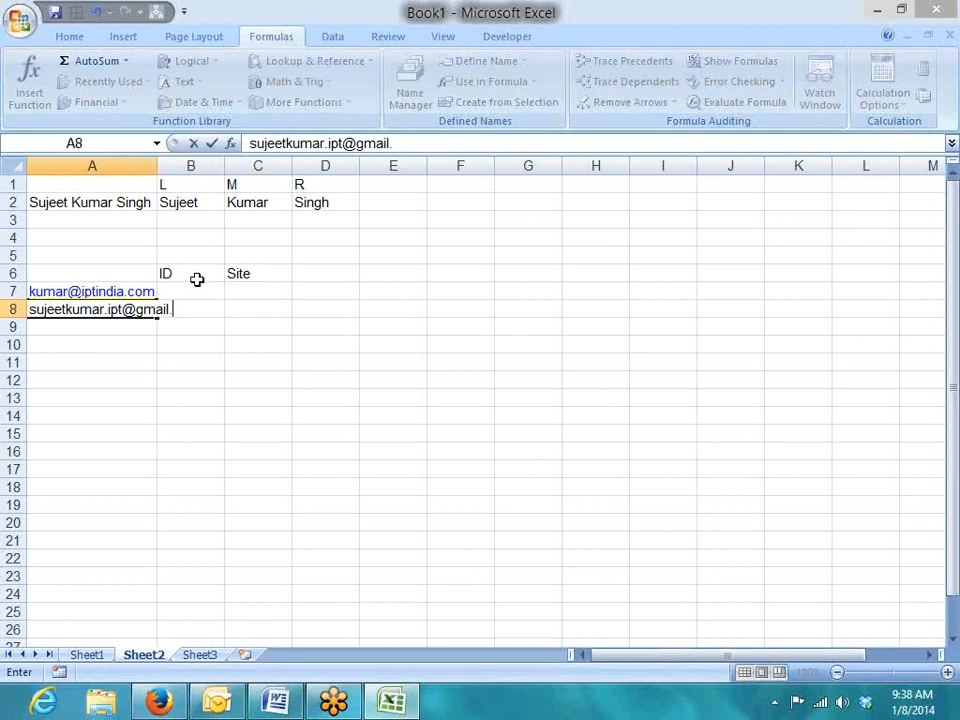 Book1 - Microsoft Excel
Home Insert Page Layout Formulas Data Review View Developer
Insert Function
AutoSum
Recently Used
Financial
Logical
Text
Date & Time
Lookup & Reference
Math & Trig
More Functions
Function Library
Name Manager
Define Name
Use in Formula
Create from Selection
Defined Names
Trace Precedents
Trace Dependents
Remove Arrows
Show Formulas
Error Checking
Evaluate Formula
Formula Auditing
Watch Window
Calculation Options
Calculation
A8 fx sujeetkumar.ipt@gmail.
A B C D E F G H I J K L M
1 L M R
2 Sujeet Kumar Singh Sujeet Kumar Singh
3
4
5
6 ID Site
7 kumar@iptindia.com
8 sujeetkumar.ipt@gmail.
9
10
11
12
13
14
15
16
17
18
19
20
21
22
23
24
25
26
27
Sheet1 Sheet2 Sheet3
Enter 100%
9:38 AM
1/8/2014